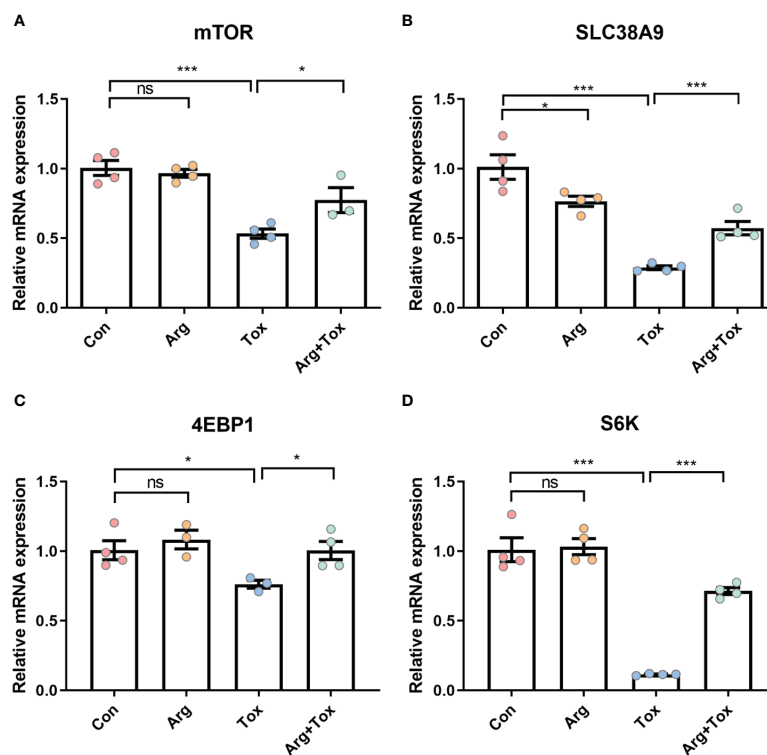 A
mTOR
***
*
ns
Relative mRNA expression
1.5
1.0
0.5
0.0
Con
Arg
Tox
Arg+Tox
B
SLC38A9
***
***
*
Relative mRNA expression
1.5
1.0
0.5
0.0
Con
Arg
Tox
Arg+Tox
C
4EBP1
*
*
ns
Relative mRNA expression
1.5
1.0
0.5
0.0
Con
Arg
Tox
Arg+Tox
D
S6K
***
***
ns
Relative mRNA expression
1.5
1.0
0.5
0.0
Con
Arg
Tox
Arg+Tox